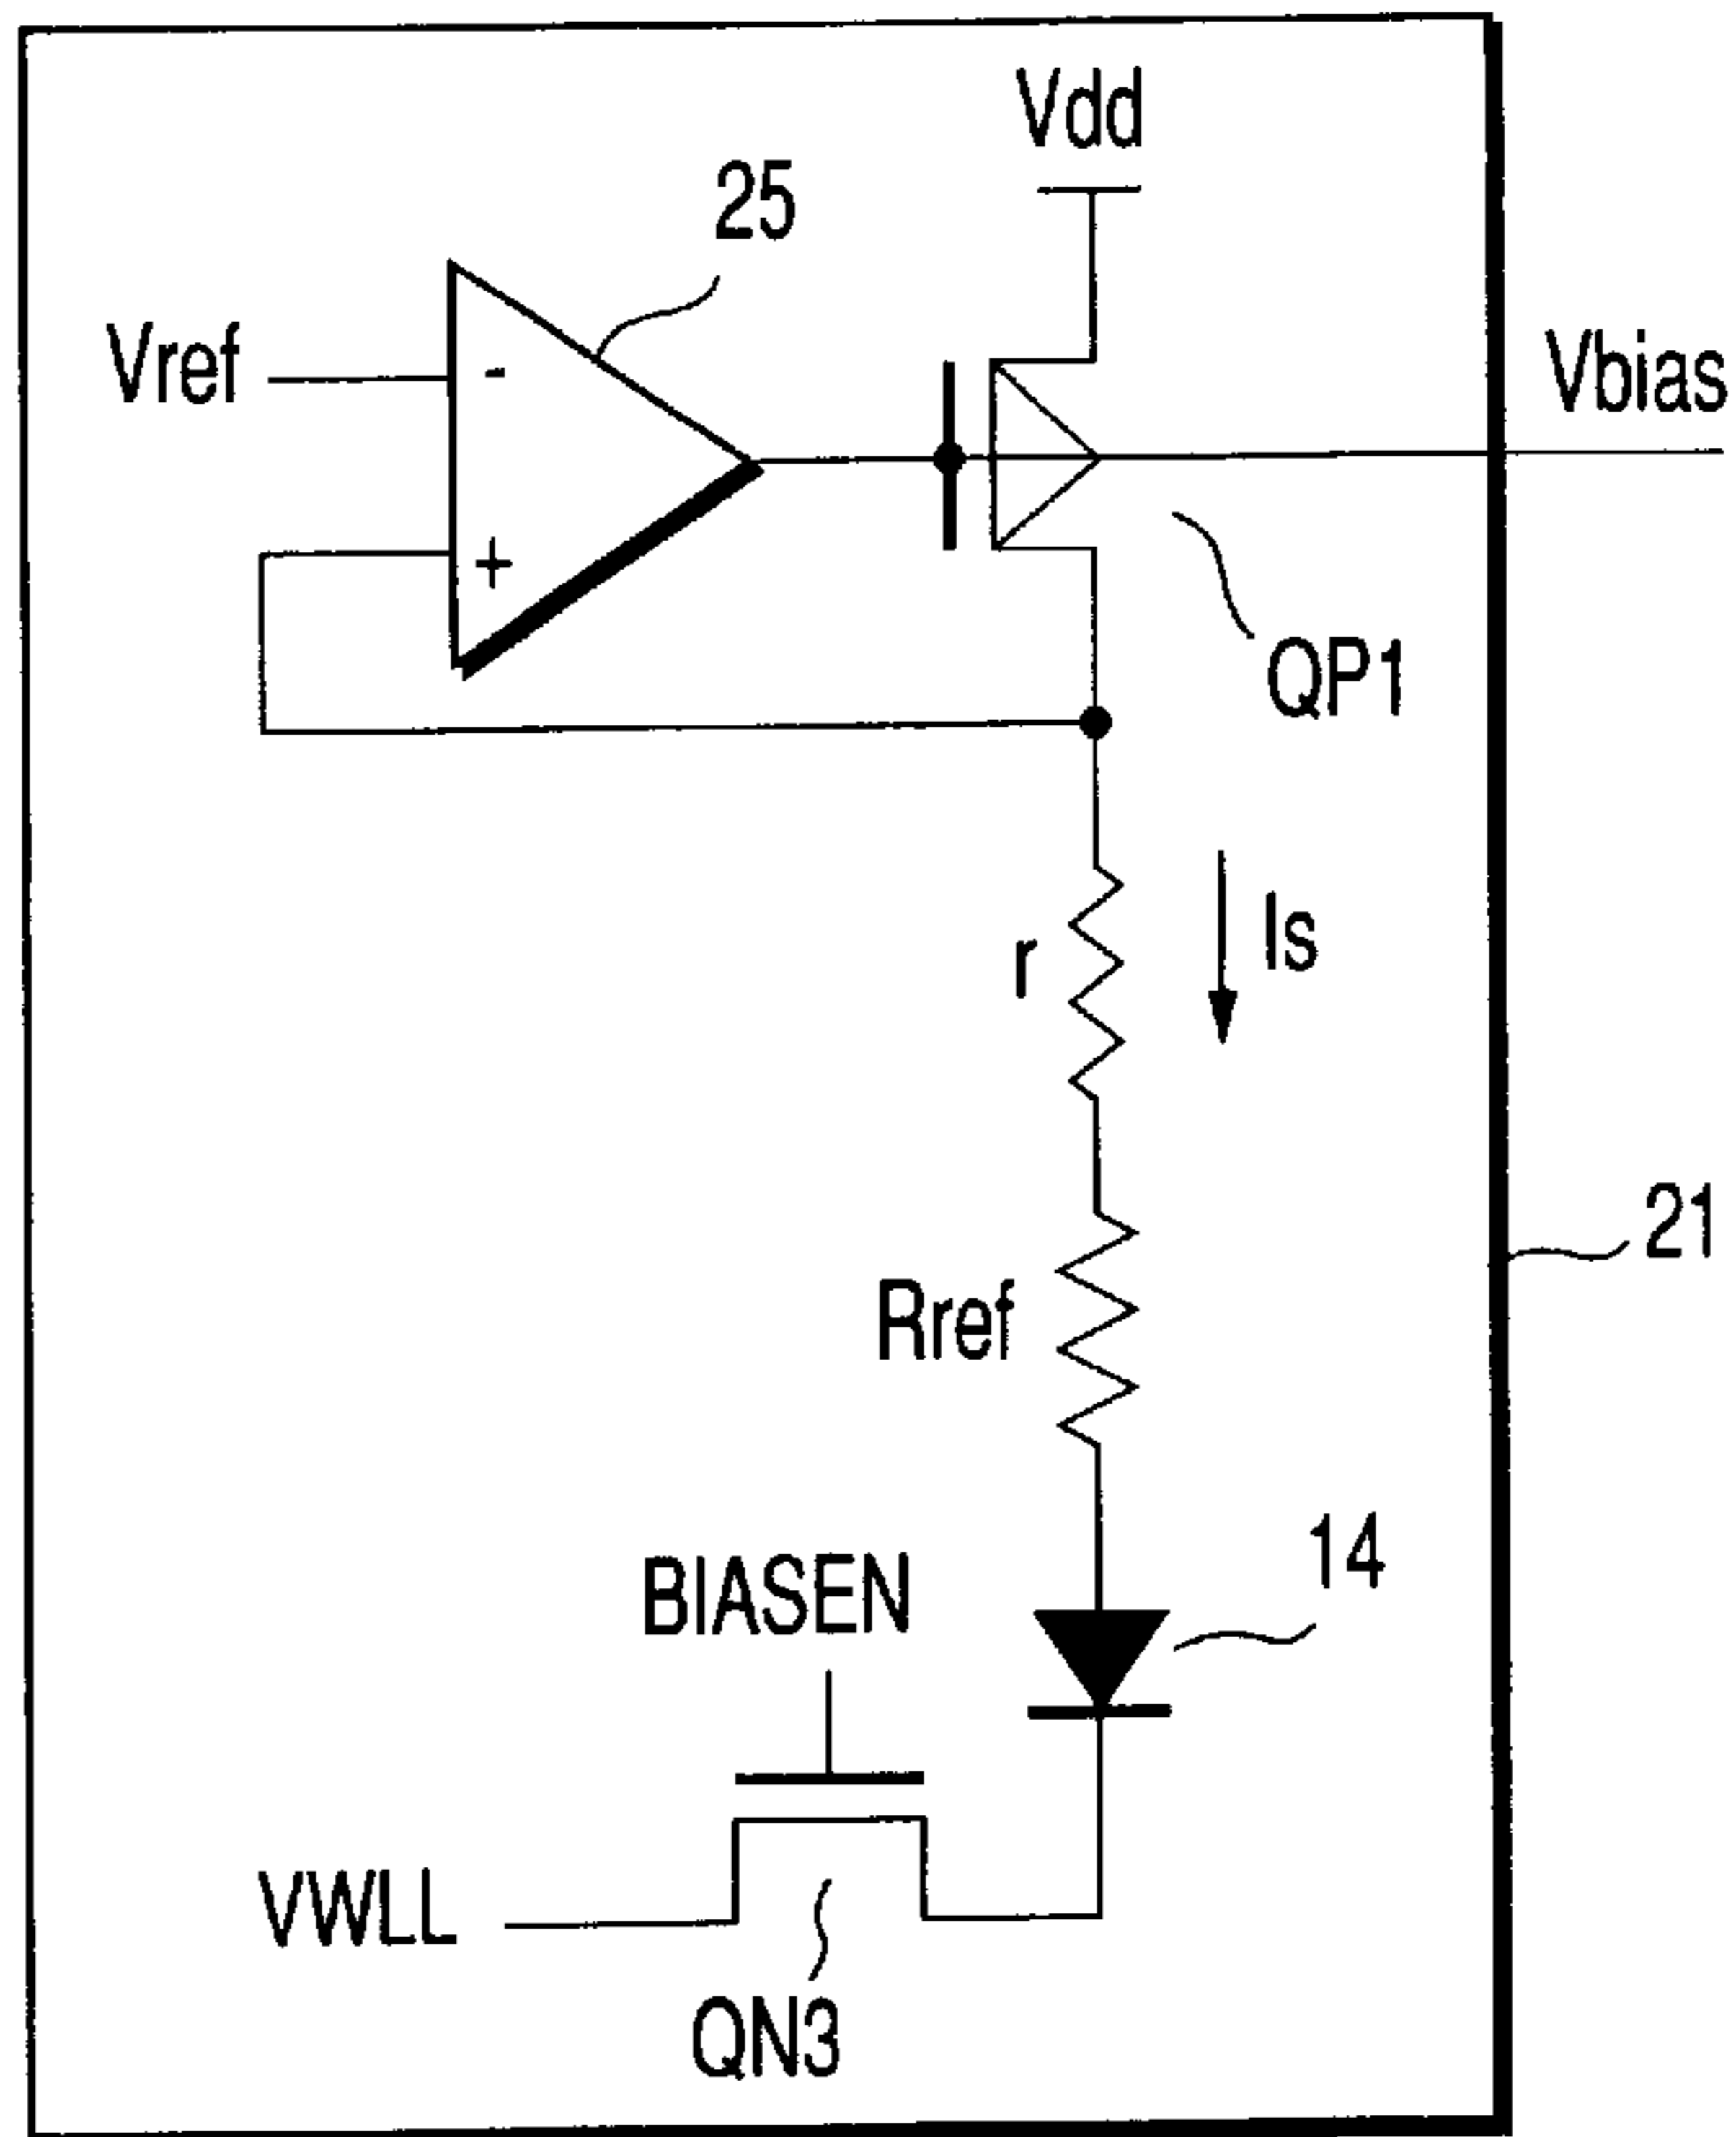 Vdd
25
Vref
-
Vbias
+
QP1
r
Is
21
Rref
14
BIASEN
VWLL
QN3